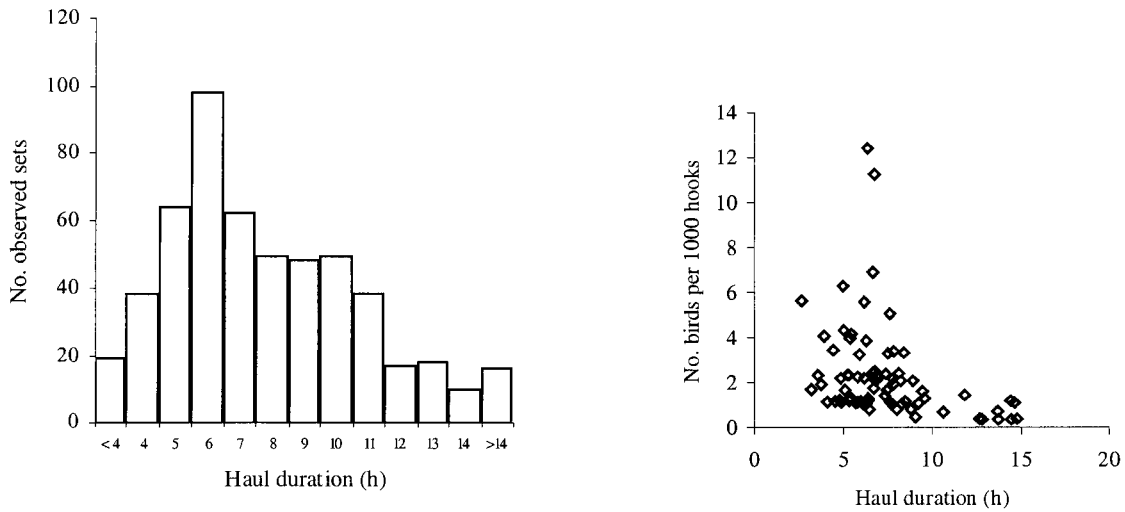 120
100
80
60
40
20
0
No. observed sets
< 4 4 5 6 7 8 9 10 11 12 13 14 >14
Haul duration (h)
14
12
10
8
6
4
2
0
No. birds per 1000 hooks
0 5 10 15 20
Haul duration (h)